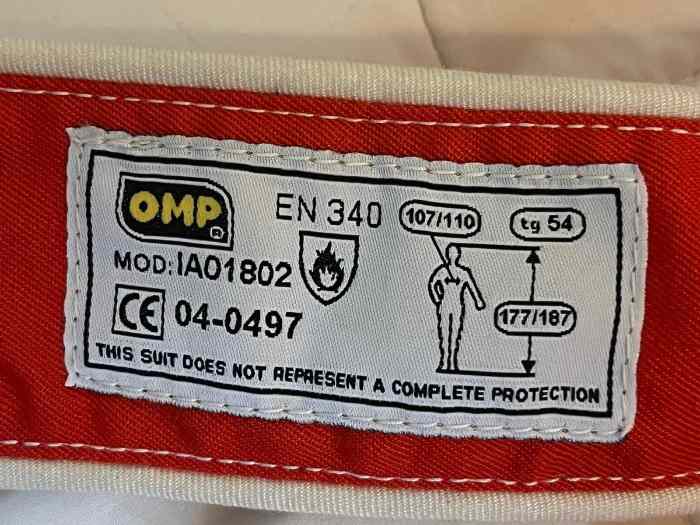 OMP
R
EN 340
107/110
tg 54
MOD:IA01802
177/187
CE 04-0497
THIS SUIT DOES NOT REPRESENT A COMPLETE PROTECTION